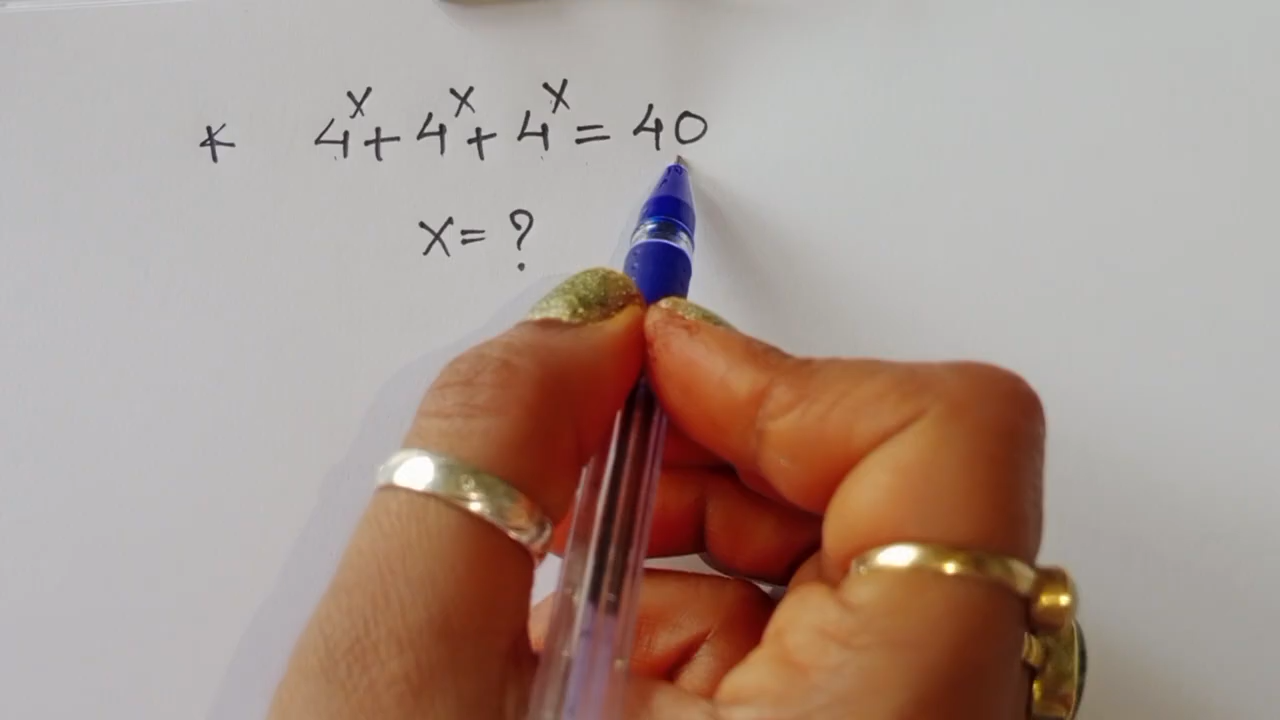 * 4^x + 4^x + 4^x = 40
x = ?